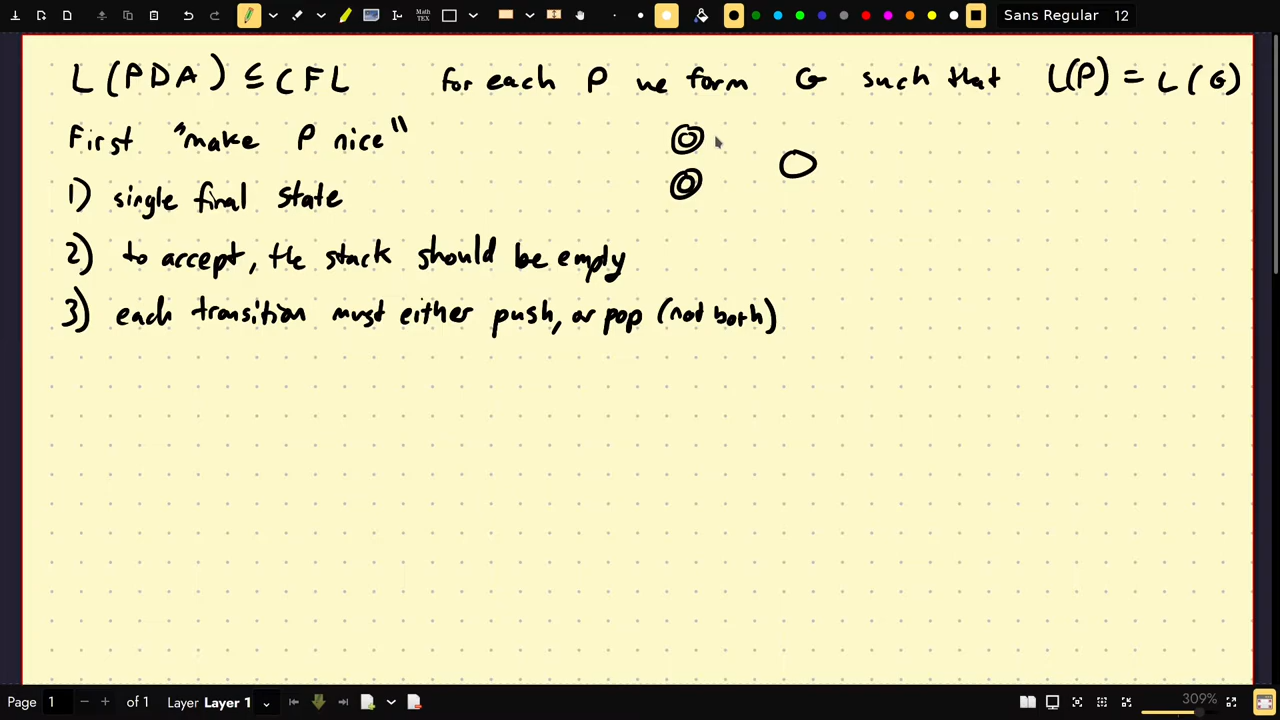 Math
TEX
Sans Regular 12
L(PDA) ⊆ CFL for each P we form G such that L(P) = L(G)
First "make P nice"
1) single final state
2) to accept, the stack should be empty
3) each transition must either push, or pop (not both)
Page 1 of 1 Layer Layer 1 309%